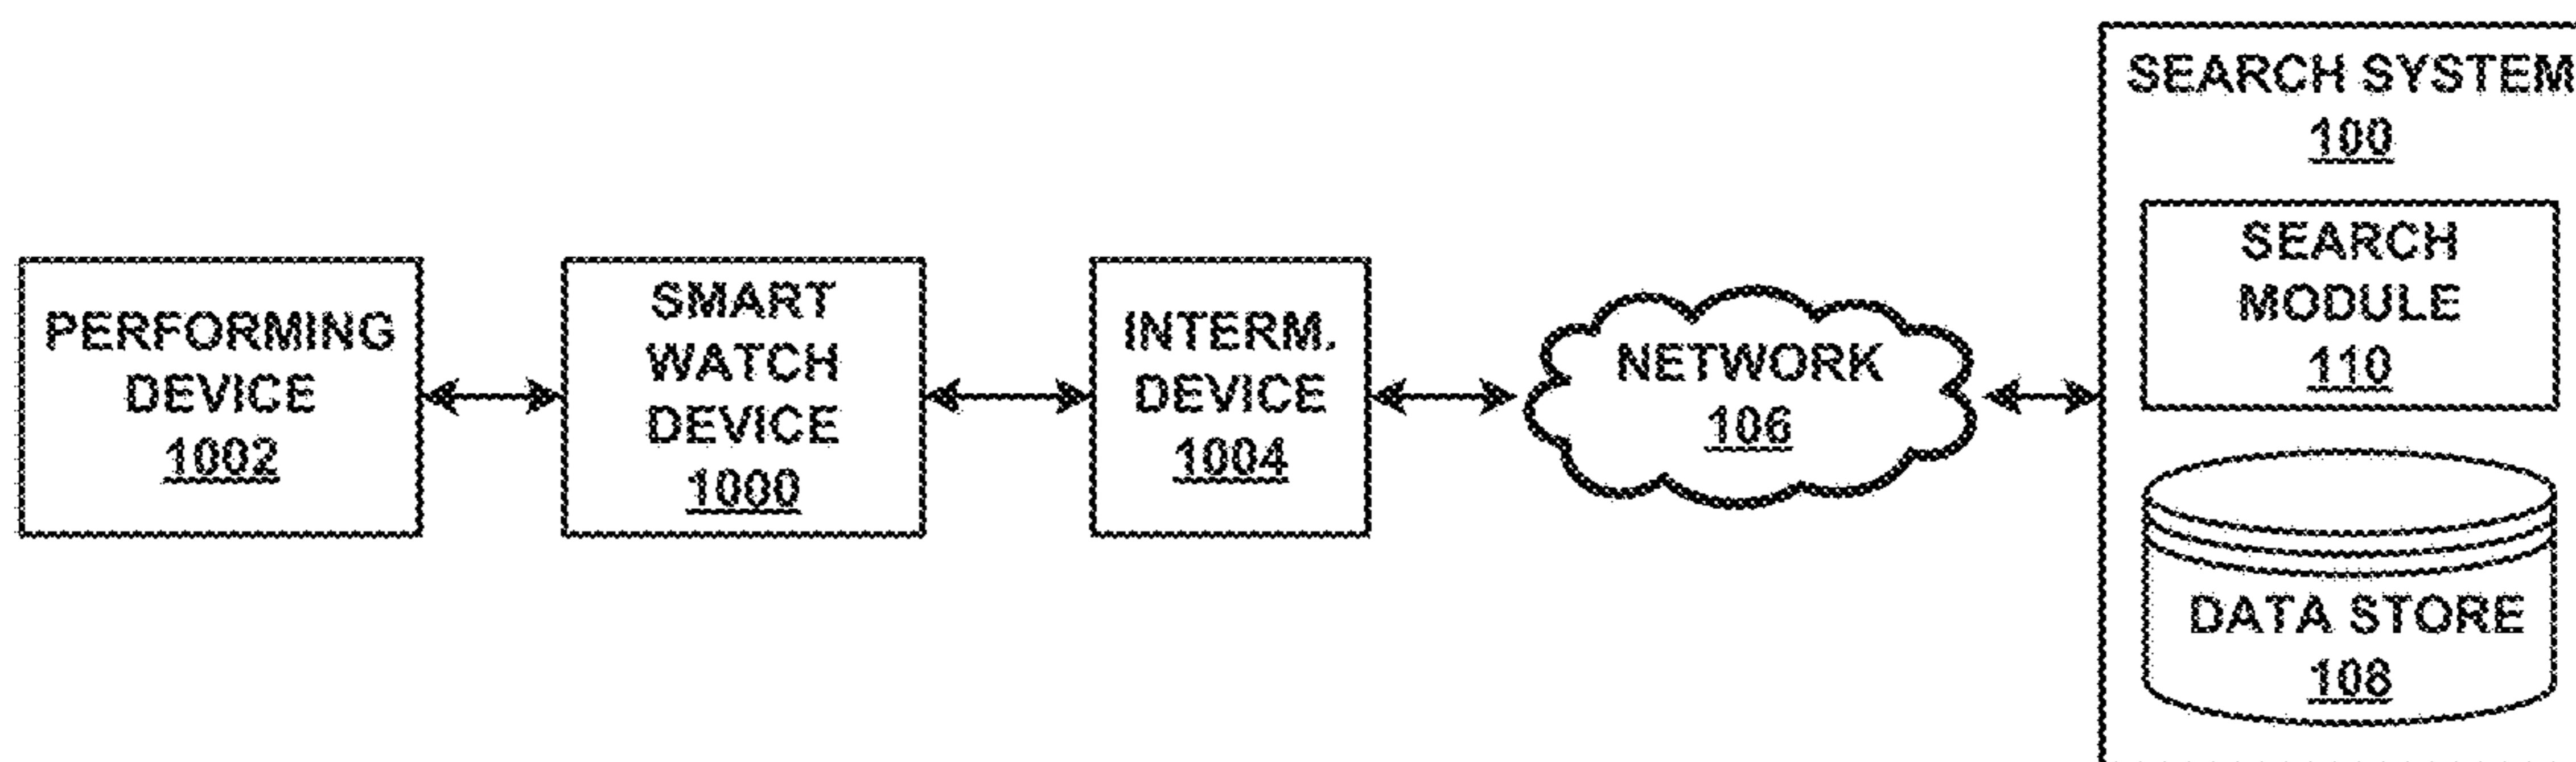 PERFORMING
DEVICE
1002
SMART
WATCH
DEVICE
1000
INTERM.
DEVICE
1004
NETWORK
106
SEARCH SYSTEM
100
SEARCH
MODULE
110
DATA STORE
108